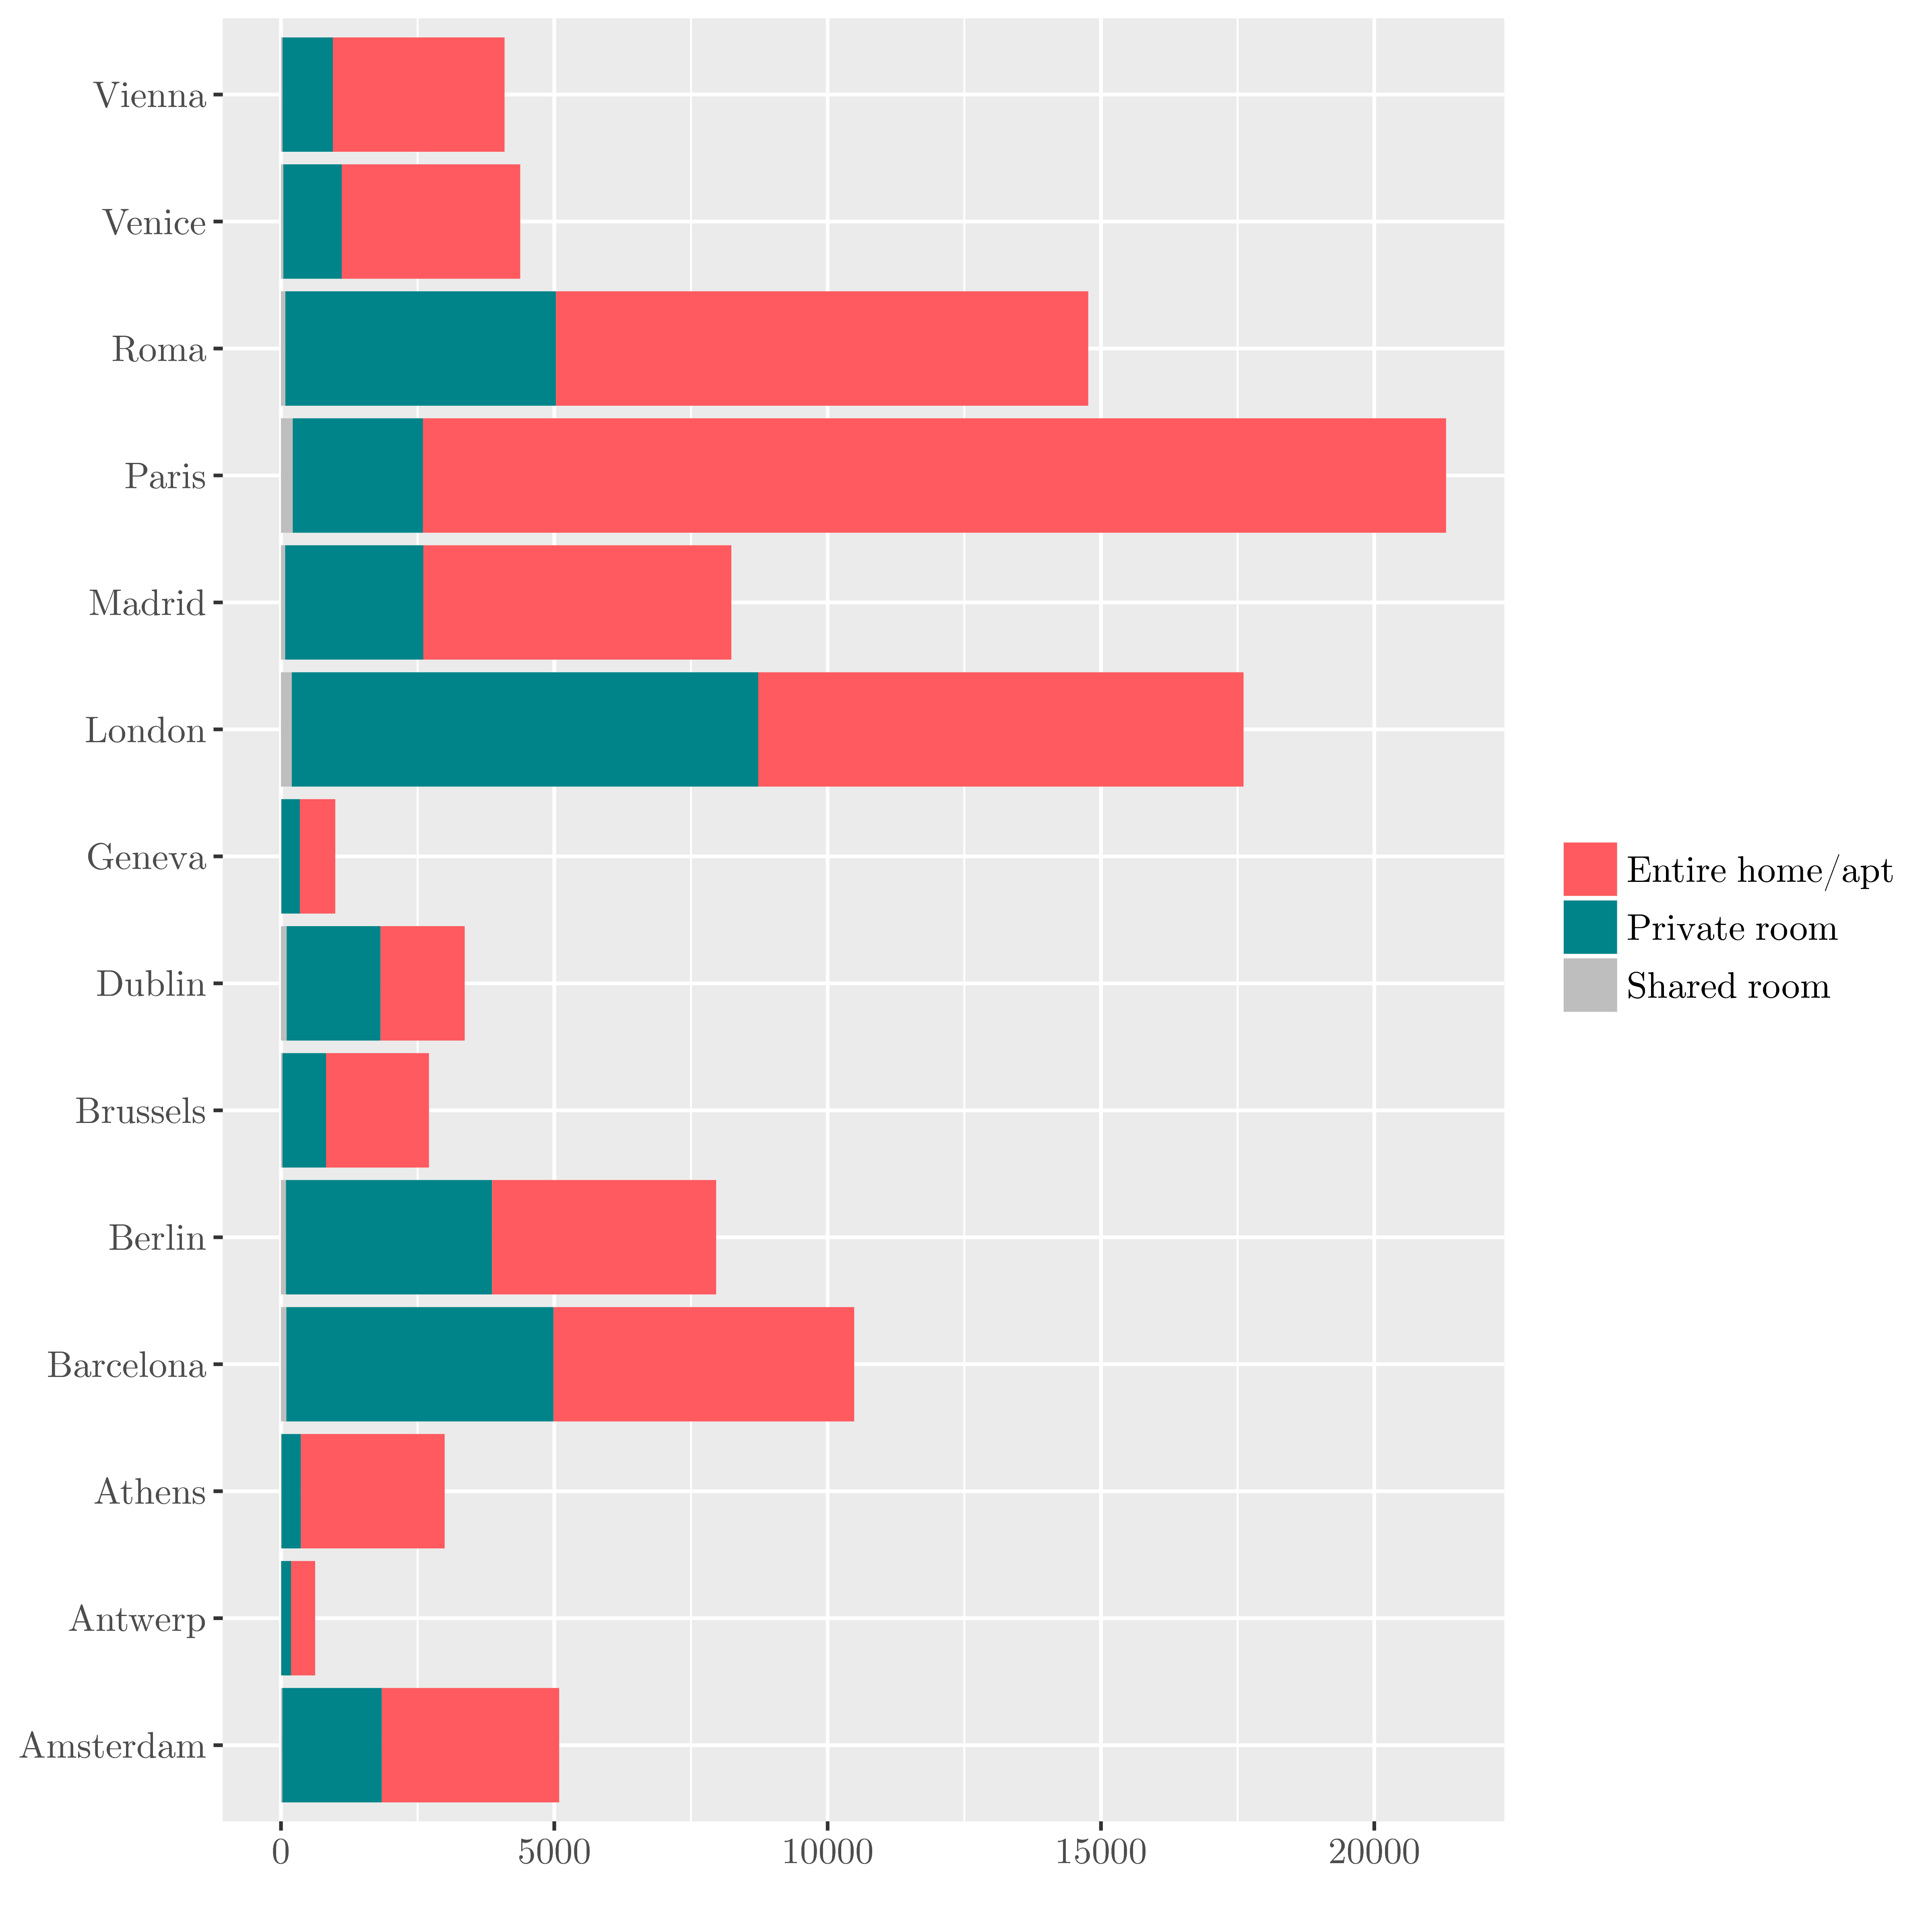 Vienna
Venice
Roma
Paris
Madrid
London
Geneva
Dublin
Brussels
Berlin
Barcelona
Athens
Antwerp
Amsterdam
0 5000 10000 15000 20000
Entire home/apt
Private room
Shared room